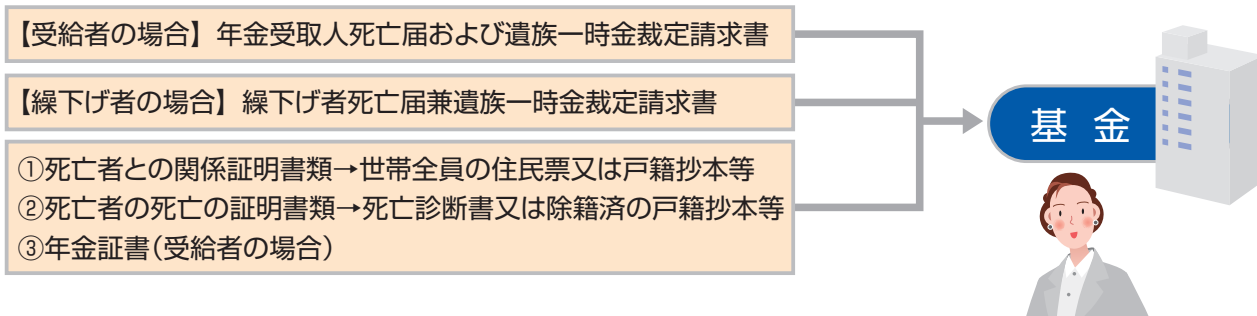 【受給者の場合】年金受取人死亡届および遺族一時金裁定請求書
【繰下げ者の場合】繰下げ者死亡届兼遺族一時金裁定請求書
①死亡者との関係証明書類→世帯全員の住民票又は戸籍抄本等
②死亡者の死亡の証明書類→死亡診断書又は除籍済の戸籍抄本等
③年金証書（受給者の場合）
基 金